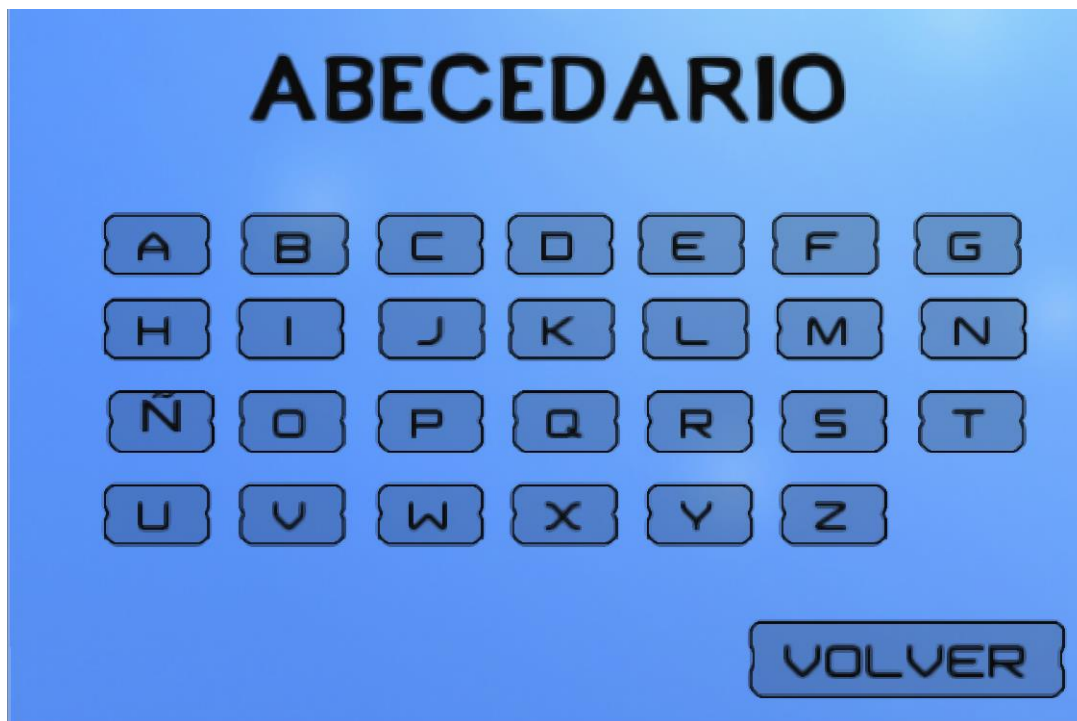 ABECEDARIO
A B C D E F G
H I J K L M N
Ñ O P Q R S T
U V W X Y Z
VOLVER